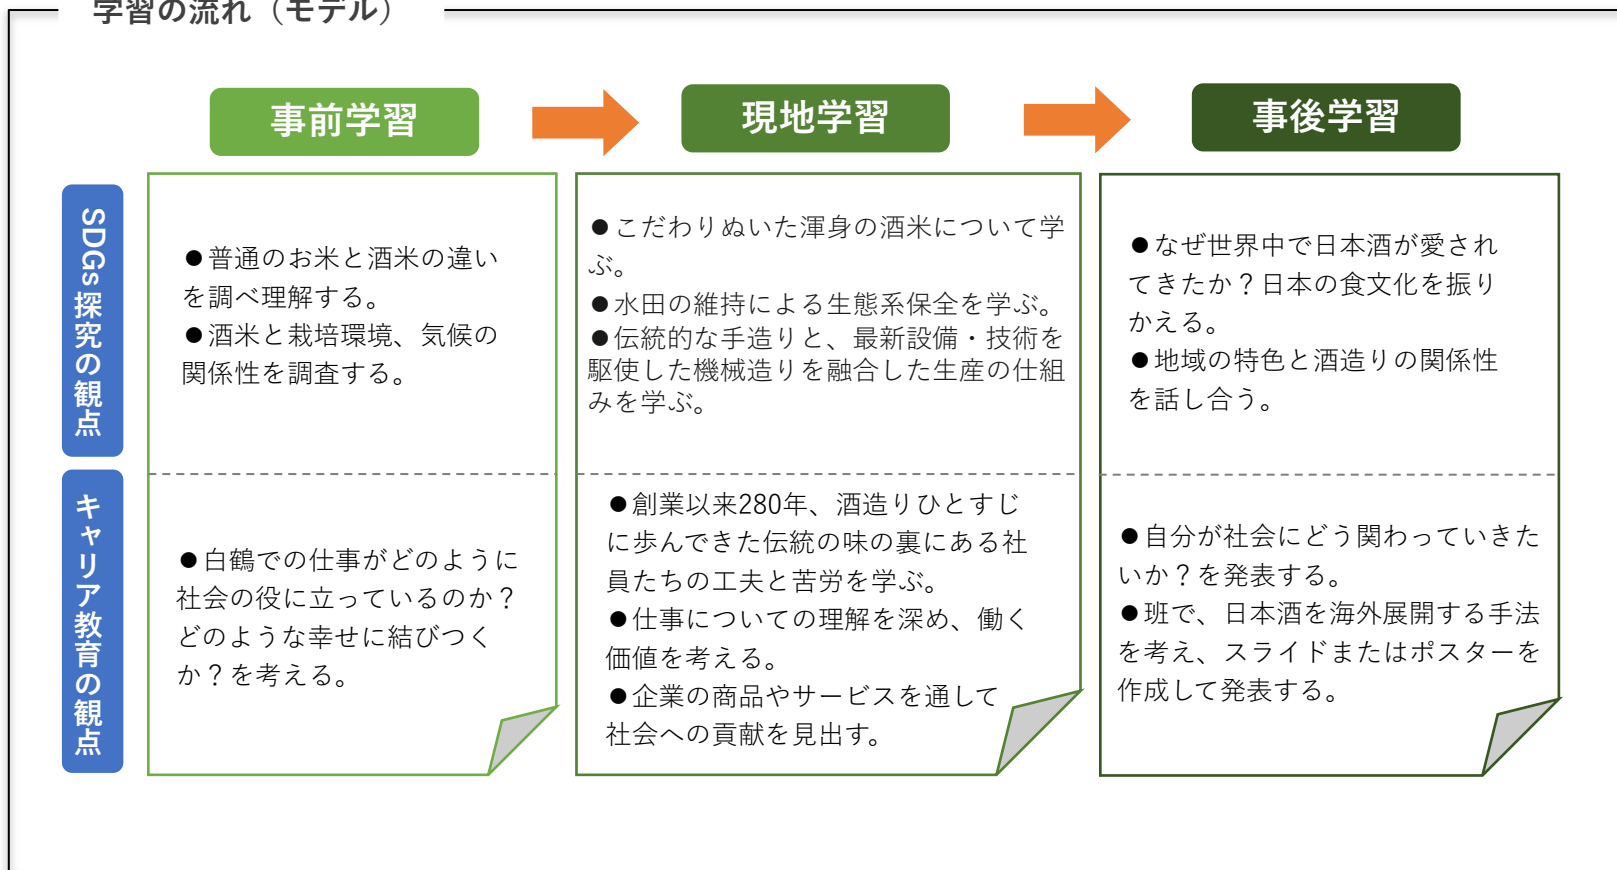 学習の流れ（モデル）
事前学習
現地学習
事後学習
SDGs探究の観点
●普通のお米と酒米の違い
を調べ理解する。
●酒米と栽培環境、気候の
関係性を調査する。
●こだわりぬいた渾身の酒米について学
ぶ。
●水田の維持による生態系保全を学ぶ。
●伝統的な手造りと、最新設備・技術を
駆使した機械造りを融合した生産の仕組
みを学ぶ。
●なぜ世界中で日本酒が愛され
てきたか？日本の食文化を振り
かえる。
●地域の特色と酒造りの関係性
を話し合う。
キャリア教育の観点
●白鶴での仕事がどのように
社会の役に立っているのか？
どのような幸せに結びつく
か？を考える。
●創業以来280年、酒造りひとすじ
に歩んできた伝統の味の裏にある社
員たちの工夫と苦労を学ぶ。
●仕事についての理解を深め、働く
価値を考える。
●企業の商品やサービスを通して
社会への貢献を見出す。
●自分が社会にどう関わっていきた
いか？を発表する。
●班で、日本酒を海外展開する手法
を考え、スライドまたはポスターを
作成して発表する。